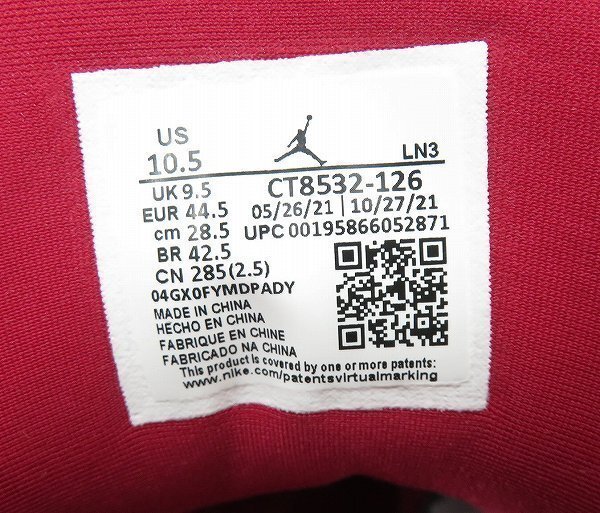 US
10.5
LN3
UK 9.5
CT8532-126
EUR 44.5
05/26/21 | 10/27/21
cm 28.5
UPC 00195866052871
BR 42.5
CN 285(2.5)
04GX0FYMDPADY
MADE IN CHINA
HECHO EN CHINA
FABRIQUE EN CHINE
FABRICADO NA CHINA
This product is covered by one or more patents:
www.nike.com/patentsvirtualmarking